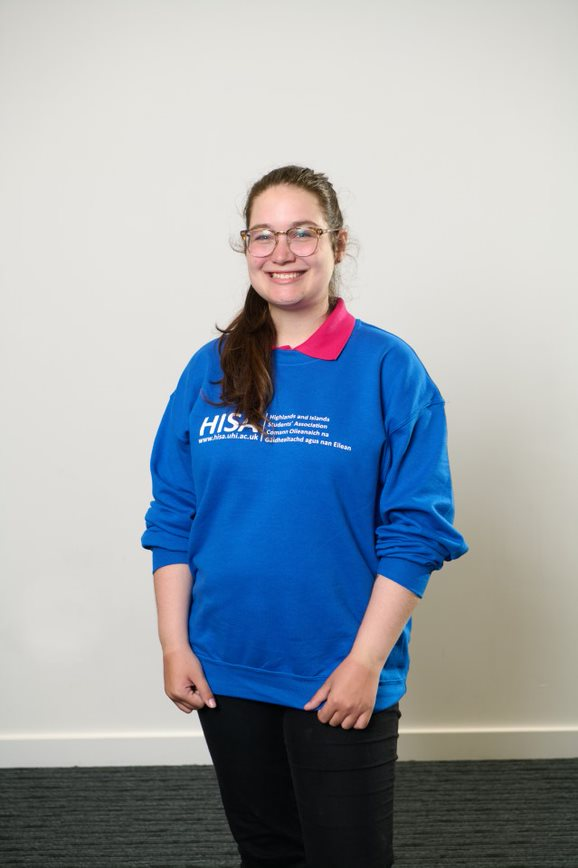 HISA
www.hisa.uhi.ac.uk
Highlands and Islands
Students' Association
Comann Oileanaich na
Gàidhealtachd agus nan Eilean